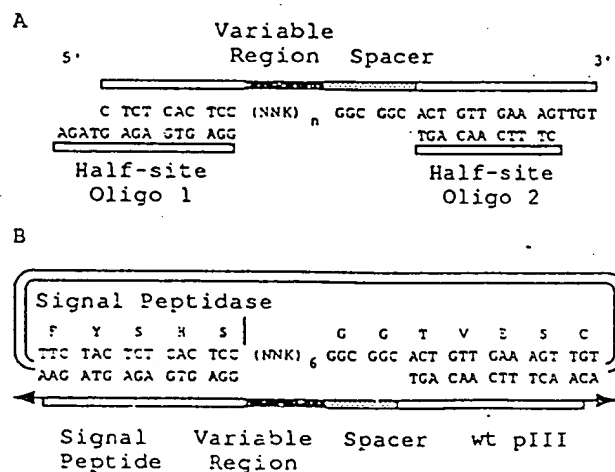 A
Variable
5' Region Spacer 3'
C TCT CAC TCC (NNK) n GGC GGC ACT GTT GAA AGTTGT
AGATG AGA GTG AGG TGA CAA CTT TC
Half-site Half-site
Oligo 1 Oligo 2
B
Signal Peptidase
F Y S H S G G T V E S C
TTC TAC TCT CAC TCC (NNK) 6 GGC GGC ACT GTT GAA AGT TGT
AAG ATG AGA GTG AGG TGA CAA CTT TCA ACA
Signal Variable Spacer wt pIII
Peptide Region